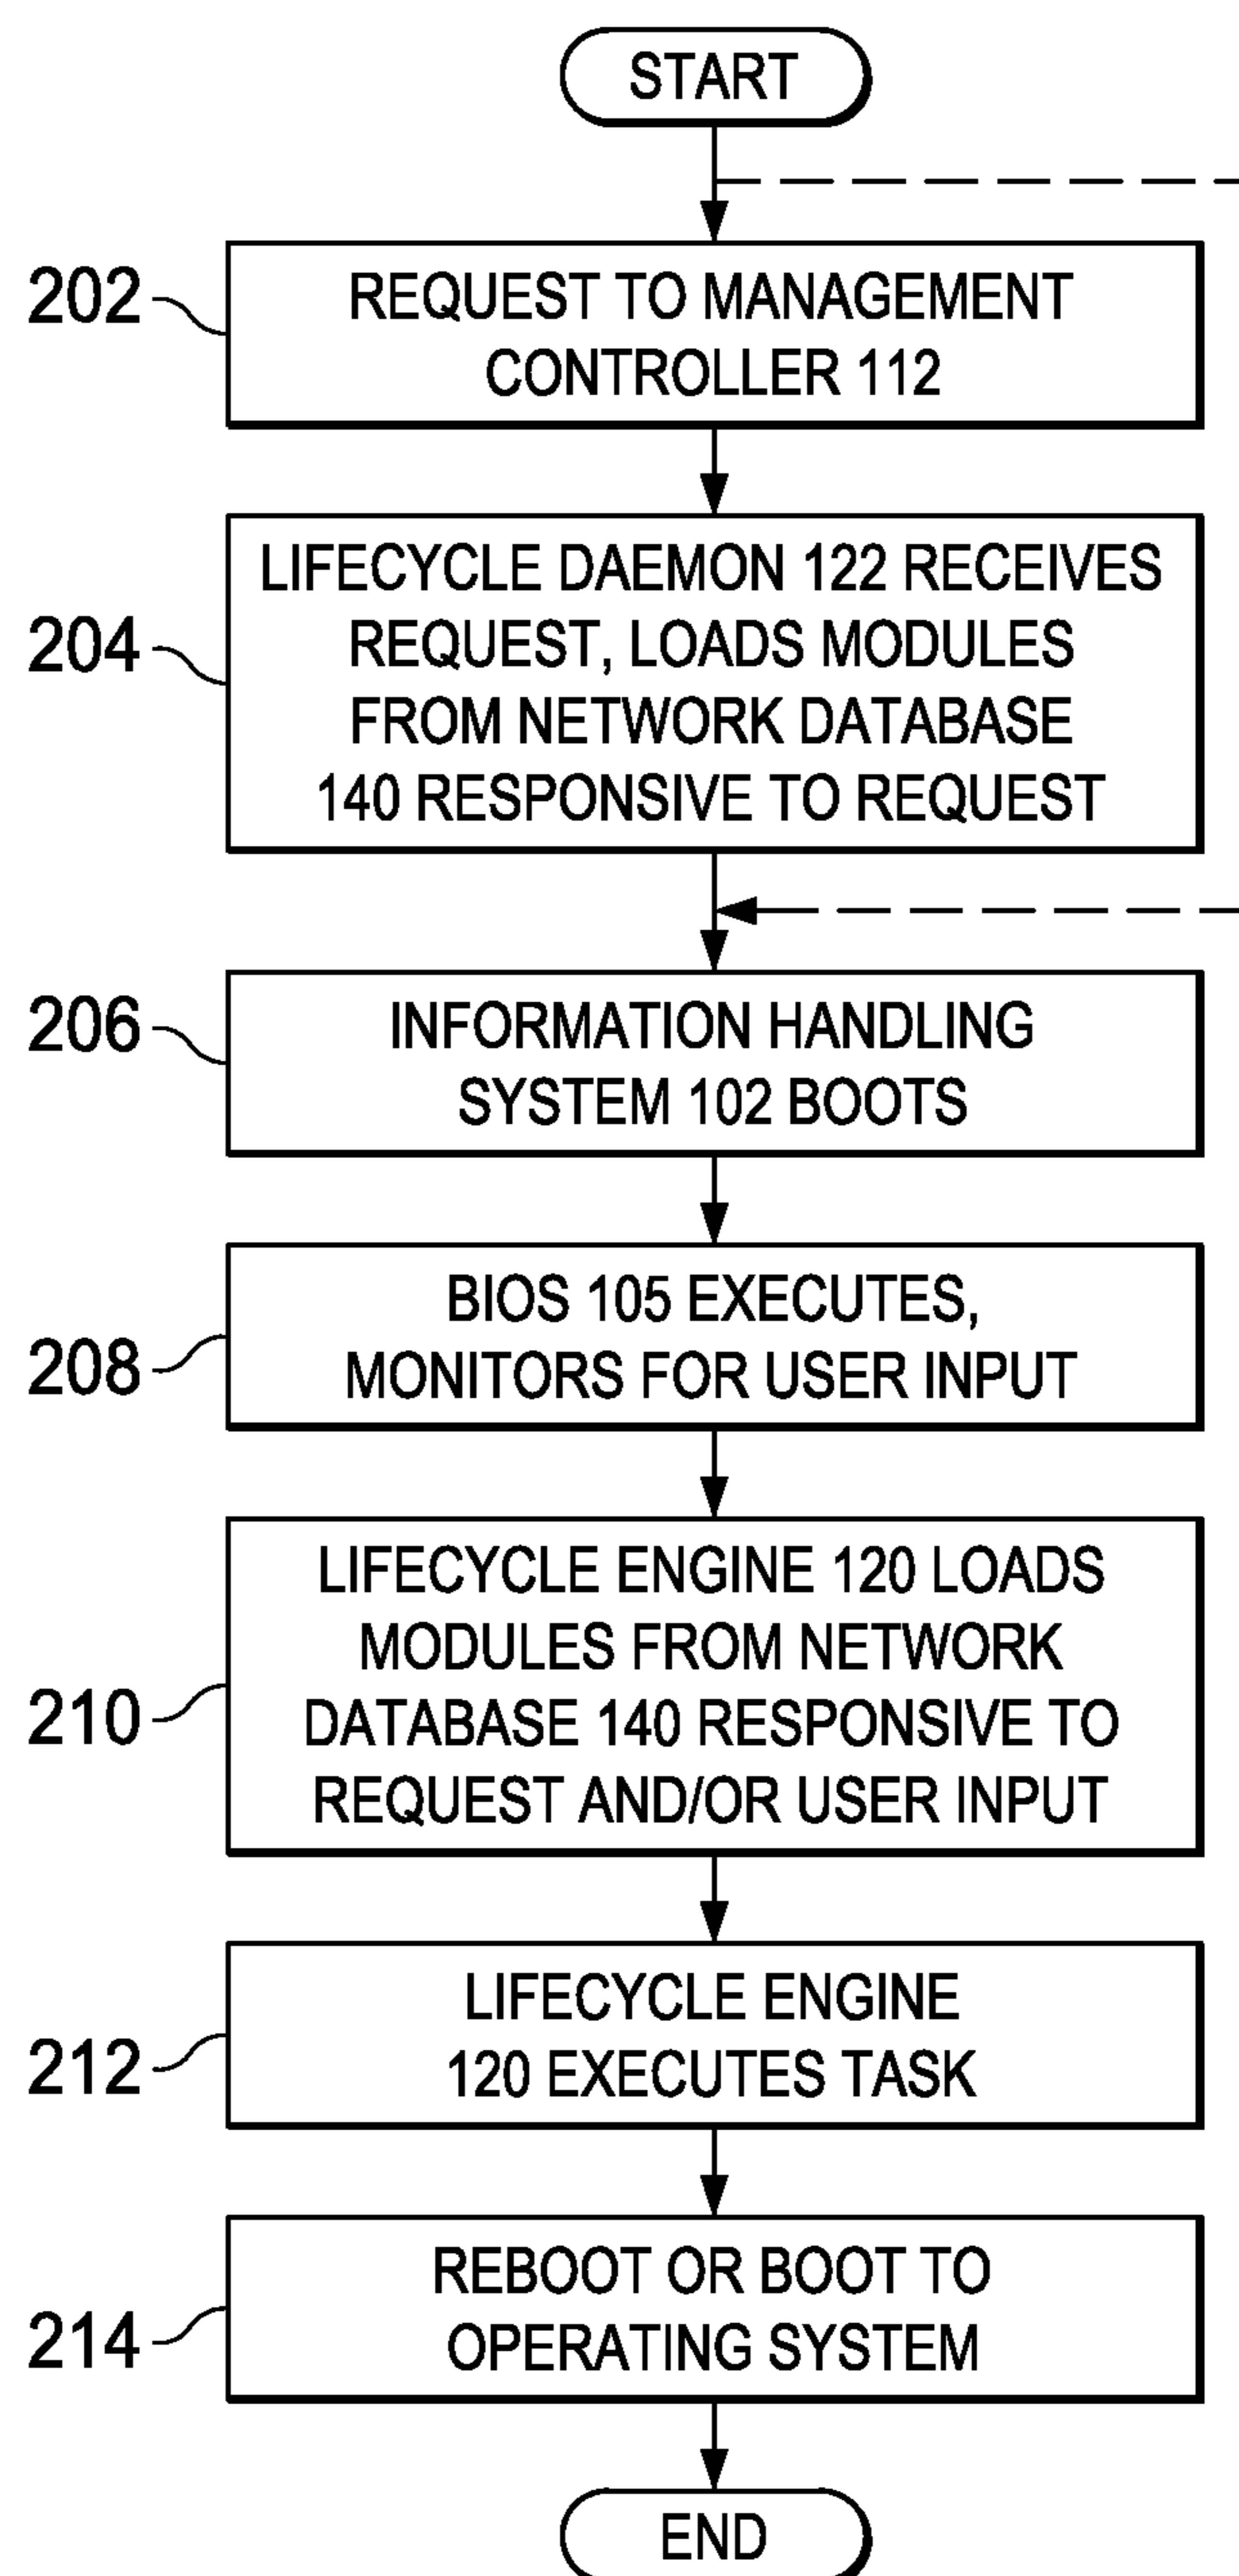 START
202
REQUEST TO MANAGEMENT
CONTROLLER 112
204
LIFECYCLE DAEMON 122 RECEIVES
REQUEST, LOADS MODULES
FROM NETWORK DATABASE
140 RESPONSIVE TO REQUEST
206
INFORMATION HANDLING
SYSTEM 102 BOOTS
208
BIOS 105 EXECUTES,
MONITORS FOR USER INPUT
210
LIFECYCLE ENGINE 120 LOADS
MODULES FROM NETWORK
DATABASE 140 RESPONSIVE TO
REQUEST AND/OR USER INPUT
212
LIFECYCLE ENGINE
120 EXECUTES TASK
214
REBOOT OR BOOT TO
OPERATING SYSTEM
END